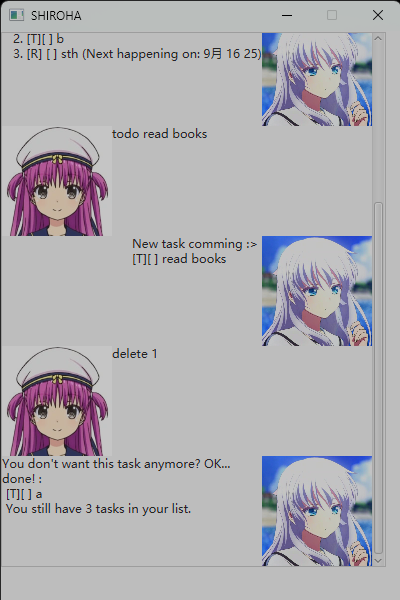 SHIROHA
2. [T][ ] b
3. [R] [ ] sth (Next happening on: 9月 16 25)
todo read books
New task comming :>
[T][ ] read books
delete 1
You don't want this task anymore? OK...
done! :
[T][ ] a
You still have 3 tasks in your list.